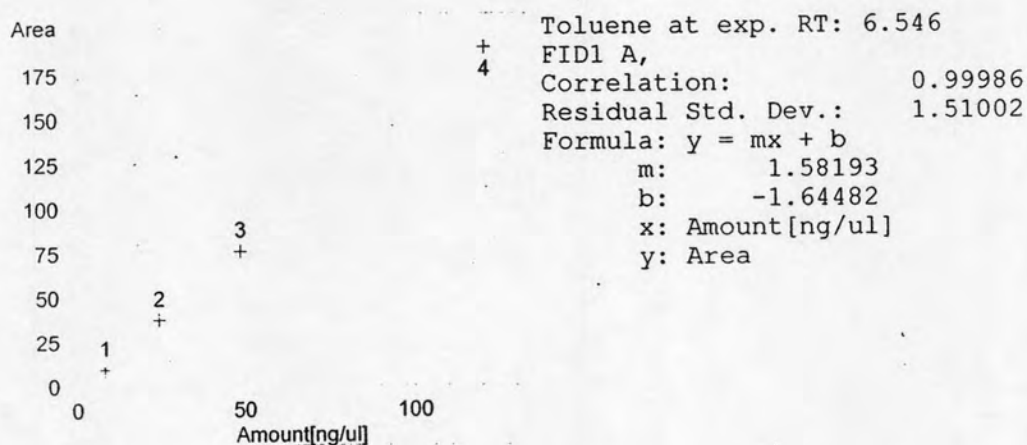 Area
175
150
125
100
75
50
25
0
0 50 100
Amount[ng/ul]
1
2
3
4
Toluene at exp. RT: 6.546
FID1 A,
Correlation: 0.99986
Residual Std. Dev.: 1.51002
Formula: y = mx + b
m: 1.58193
b: -1.64482
x: Amount[ng/ul]
y: Area